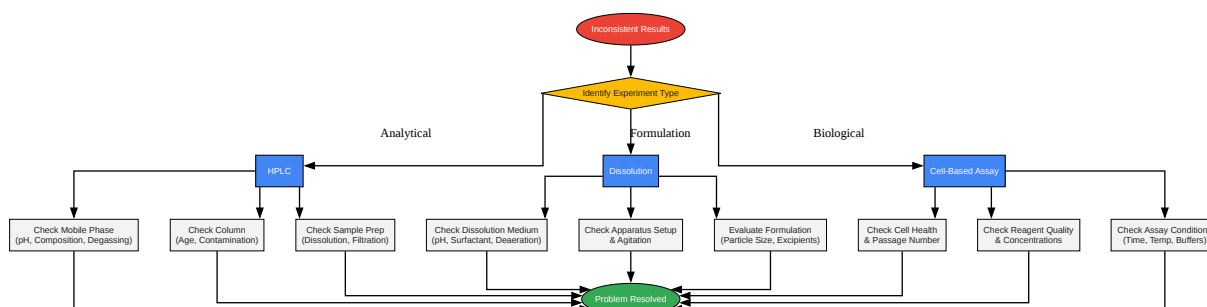 Inconsistent Results
Identify Experiment Type
Analytical
Formulation
Biological
HPLC
Dissolution
Cell-Based Assay
Check Mobile Phase
(pH, Composition, Degassing)
Check Column
(Age, Contamination)
Check Sample Prep
(Dissolution, Filtration)
Check Dissolution Medium
(pH, Surfactant, Deaeration)
Check Apparatus Setup
& Agitation
Evaluate Formulation
(Particle Size, Excipients)
Check Cell Health
& Passage Number
Check Reagent Quality
& Concentrations
Check Assay Condition
(Time, Temp, Buffers)
Problem Resolved